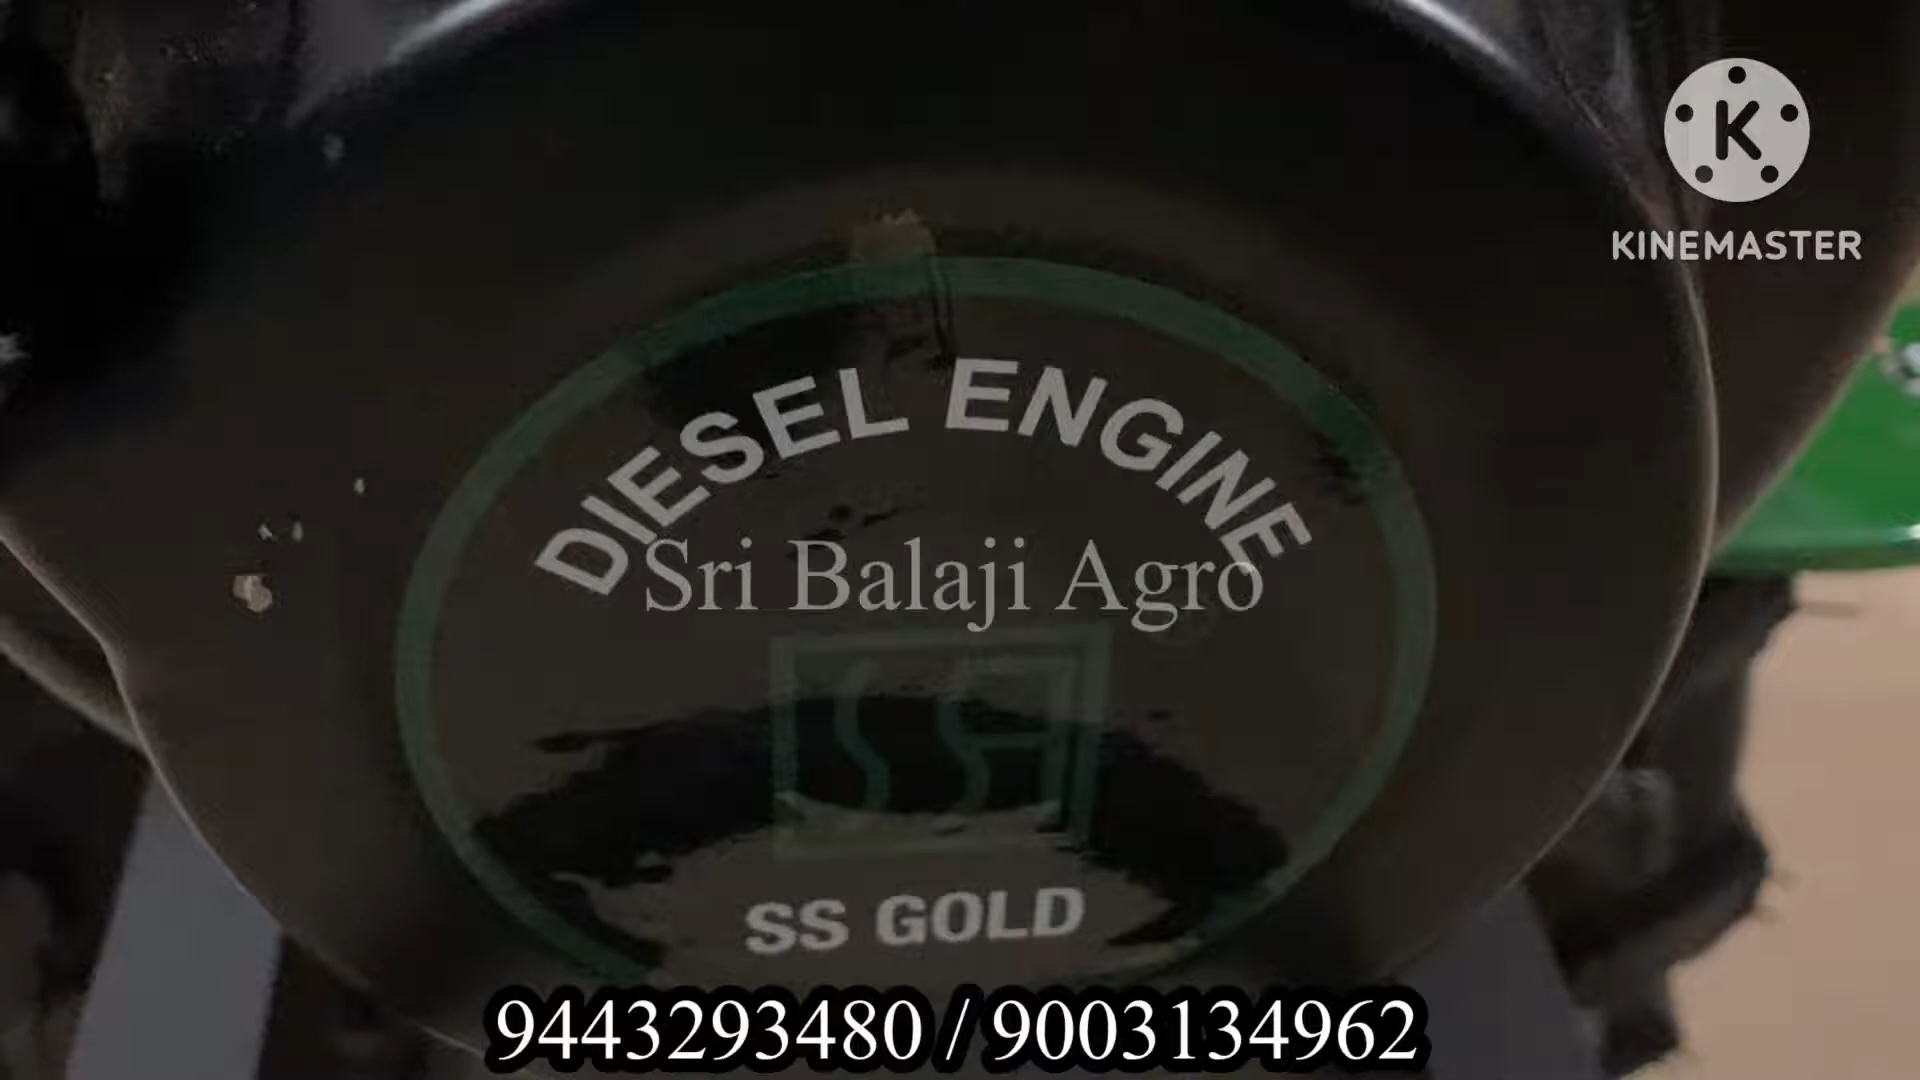 K
KINEMASTER
DIESEL ENGINE
Sri Balaji Agro
SS GOLD
9443293480 / 9003134962